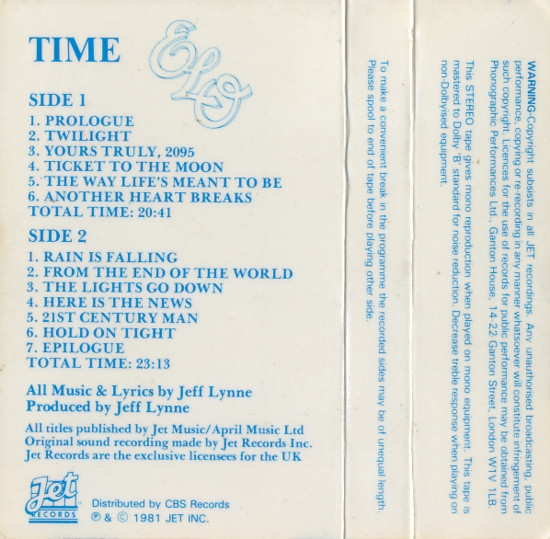 TIME
ELO
SIDE 1
1. PROLOGUE
2. TWILIGHT
3. YOURS TRULY, 2095
4. TICKET TO THE MOON
5. THE WAY LIFE'S MEANT TO BE
6. ANOTHER HEART BREAKS
TOTAL TIME: 20:41
SIDE 2
1. RAIN IS FALLING
2. FROM THE END OF THE WORLD
3. THE LIGHTS GO DOWN
4. HERE IS THE NEWS
5. 21ST CENTURY MAN
6. HOLD ON TIGHT
7. EPILOGUE
TOTAL TIME: 23:13
All Music & Lyrics by Jeff Lynne
Produced by Jeff Lynne
All titles published by Jet Music/April Music Ltd
Original sound recording made by Jet Records Inc.
Jet Records are the exclusive licensees for the UK
Jet
RECORDS
Distributed by CBS Records
℗ & © 1981 JET INC.
To make a convenient break in the programme the recorded sides may be of unequal length.
Please spool to end of tape before playing other side.
This STEREO tape gives mono reproduction when played on mono equipment. This tape is
mastered to Dolby 'B' standard for noise reduction. Decrease treble response when playing on
non-Dolbyised equipment.
WARNING-Copyright subsists in all JET recordings. Any unauthorised broadcasting, public
performance, copying or re-recording in any manner whatsoever will constitute infringement of
such copyright. Licences for the use of records for public performance may be obtained from
Phonographic Performances Ltd., Ganton House, 14-22 Ganton Street, London W1V 1LB.